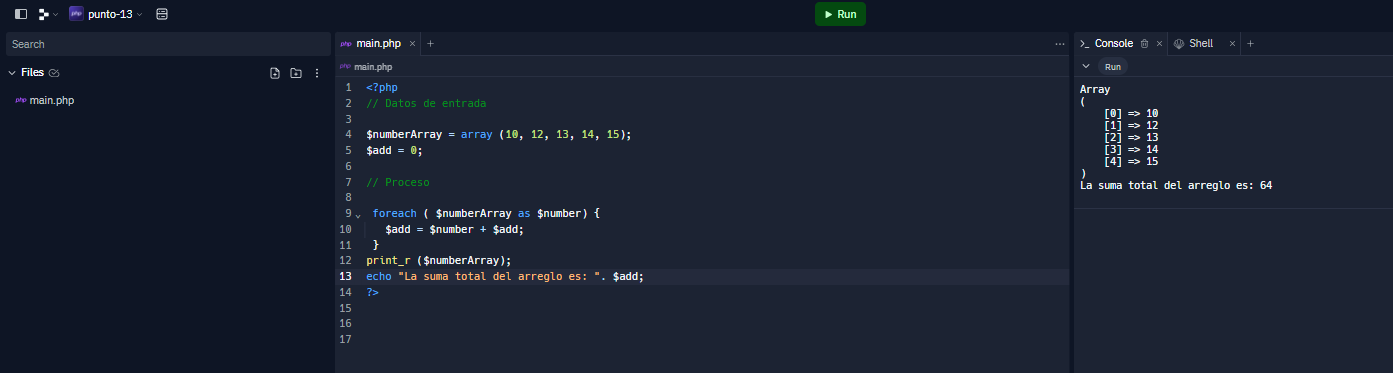 php punto-13
Run
Search
Files
php main.php
php main.php
php main.php
1 <?php
2 // Datos de entrada
3
4 $numberArray = array (10, 12, 13, 14, 15);
5 $add = 0;
6
7 // Proceso
8
9 foreach ( $numberArray as $number) {
10 $add = $number + $add;
11 }
12 print_r ($numberArray);
13 echo "La suma total del arreglo es: ". $add;
14 ?>
15
16
17
Console
Shell
Run
Array
(
[0] => 10
[1] => 12
[2] => 13
[3] => 14
[4] => 15
)
La suma total del arreglo es: 64